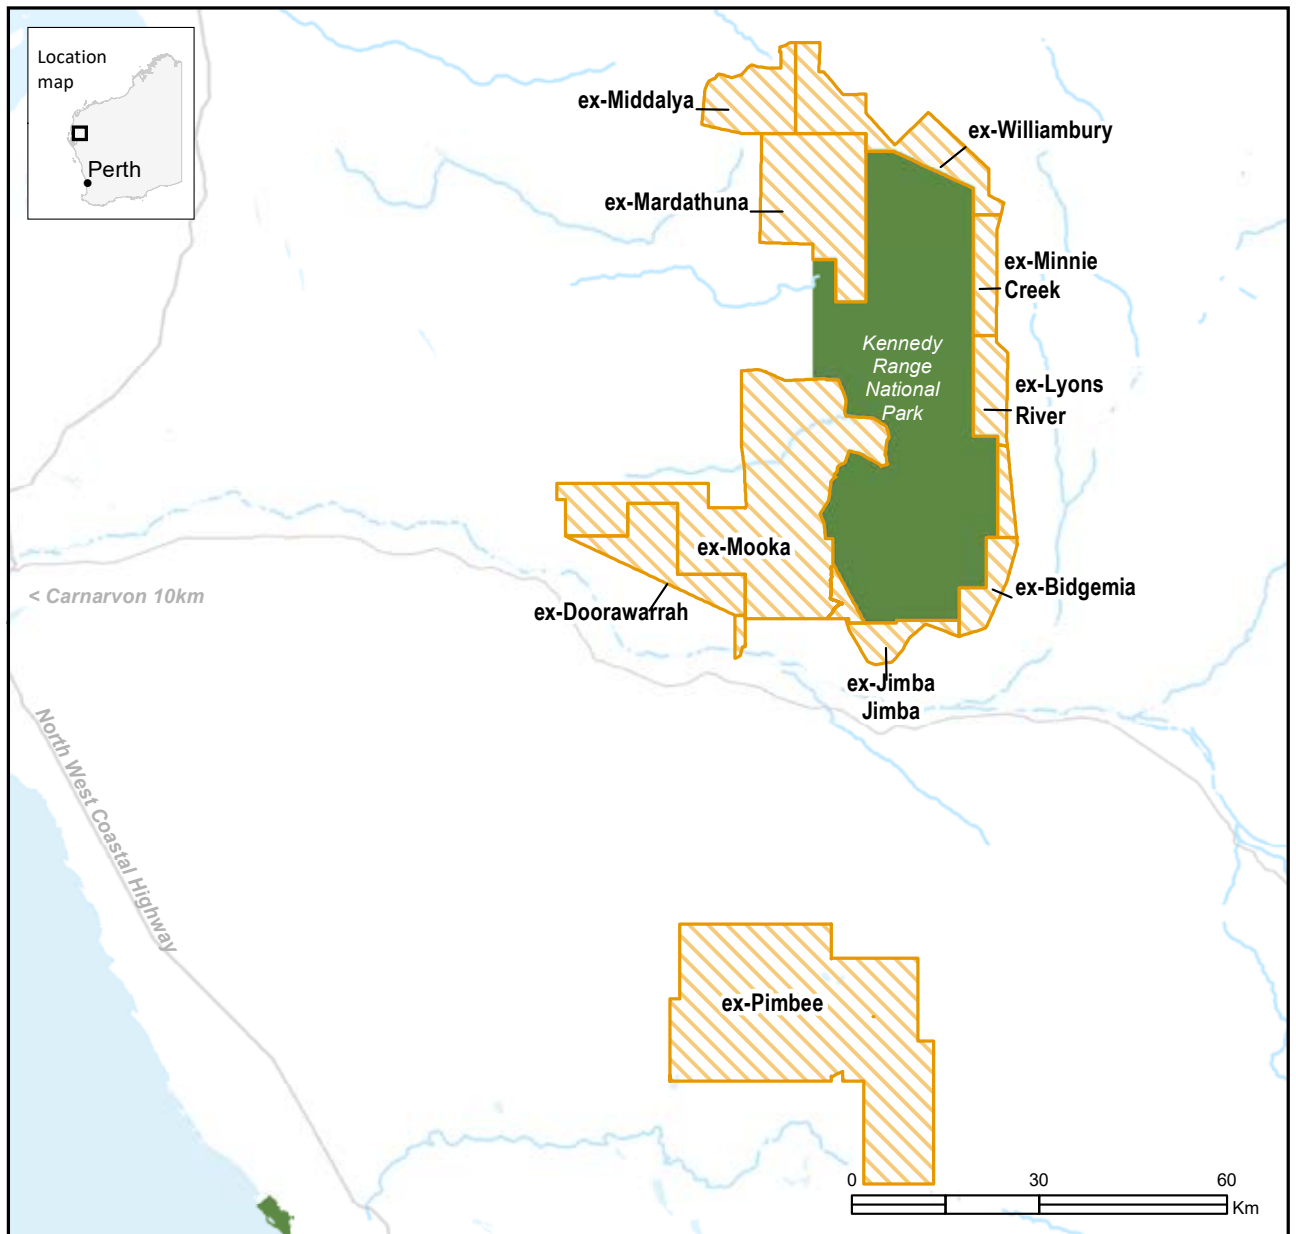 Location
map
Perth
ex-Middalya
ex-Williambury
ex-Mardathuna
ex-Minnie
Creek
Kennedy
Range
National
Park
ex-Lyons
River
ex-Mooka
ex-Bidgemia
< Carnarvon 10km
ex-Doorawarrah
ex-Jimba
Jimba
North West Coastal Highway
ex-Pimbee
0 30 60
Km